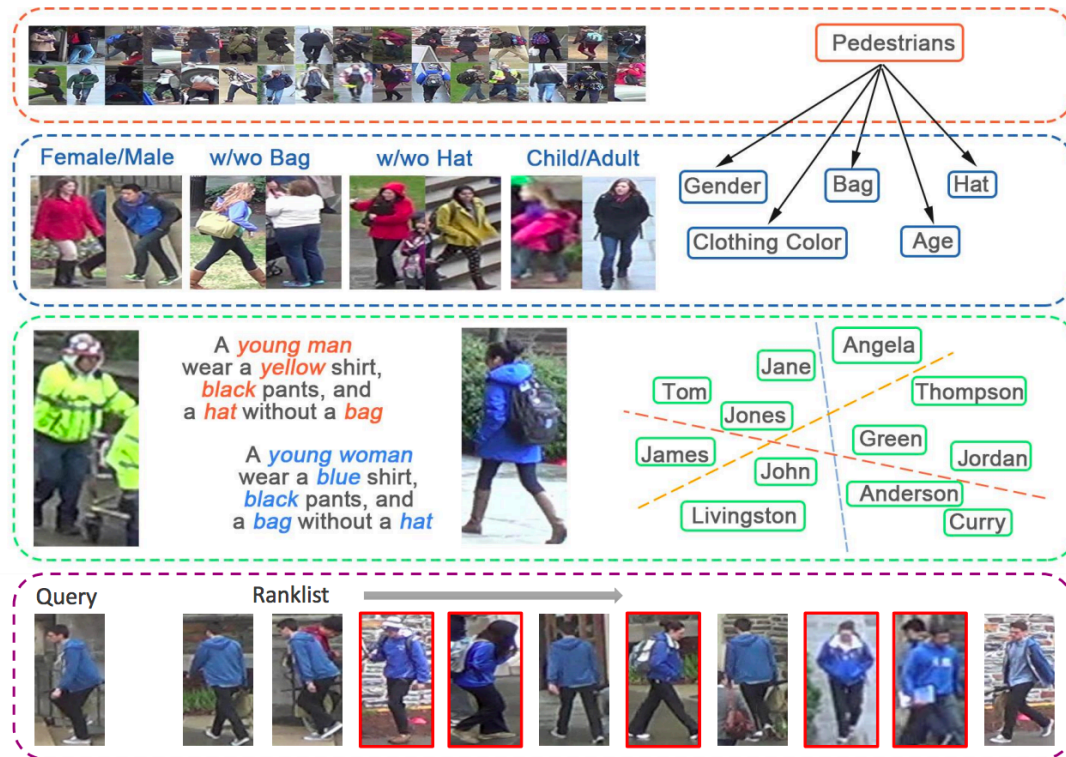 Pedestrians
Female/Male
w/wo Bag
w/wo Hat
Child/Adult
Gender
Bag
Hat
Clothing Color
Age
A young man
wear a yellow shirt,
black pants, and
a hat without a bag
A young woman
wear a blue shirt,
black pants, and
a bag without a hat
Angela
Jane
Tom
Thompson
Jones
Green
James
John
Jordan
Anderson
Livingston
Curry
Query
Ranklist